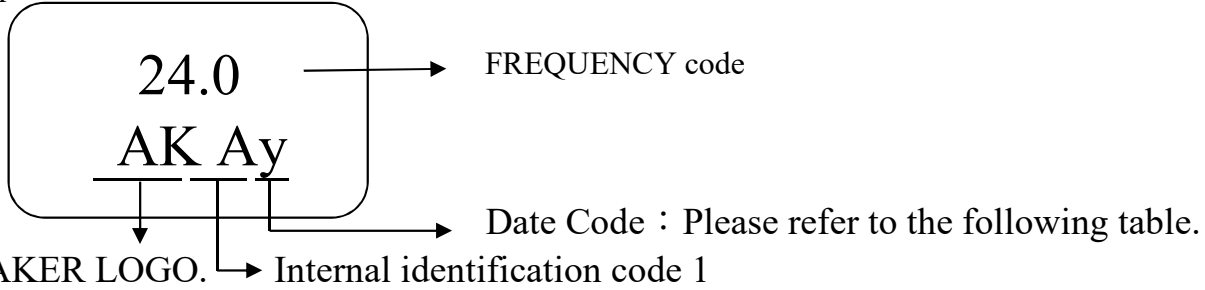 24.0
FREQUENCY code
AK Ay
Date Code：Please refer to the following table.
AKER LOGO.
Internal identification code 1